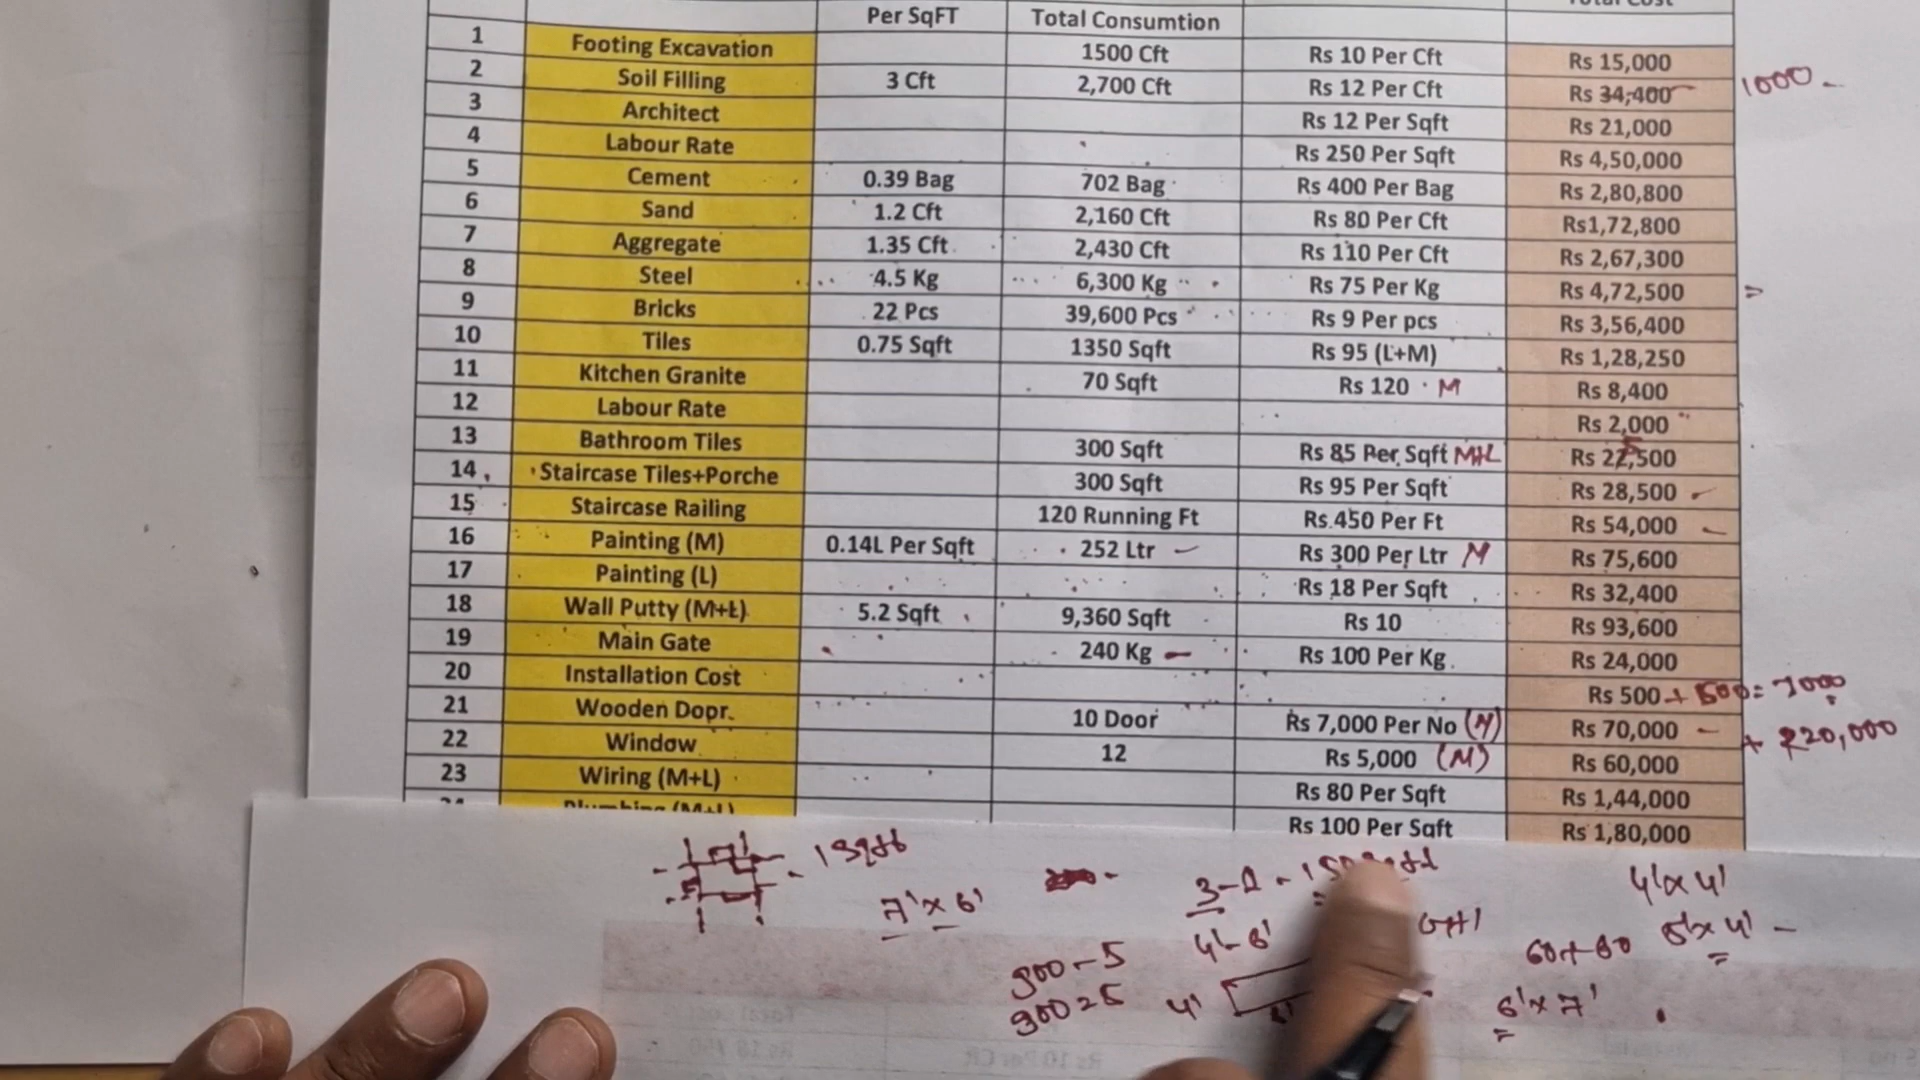 Per SqFT Total Consumtion
1 Footing Excavation 1500 Cft Rs 10 Per Cft Rs 15,000
2 Soil Filling 3 Cft 2,700 Cft Rs 12 Per Cft Rs 34,400 1000
3 Architect Rs 12 Per Sqft Rs 21,000
4 Labour Rate Rs 250 Per Sqft Rs 4,50,000
5 Cement 0.39 Bag 702 Bag Rs 400 Per Bag Rs 2,80,800
6 Sand 1.2 Cft 2,160 Cft Rs 80 Per Cft Rs1,72,800
7 Aggregate 1.35 Cft 2,430 Cft Rs 110 Per Cft Rs 2,67,300
8 Steel 4.5 Kg 6,300 Kg Rs 75 Per Kg Rs 4,72,500 =
9 Bricks 22 Pcs 39,600 Pcs Rs 9 Per pcs Rs 3,56,400
10 Tiles 0.75 Sqft 1350 Sqft Rs 95 (L+M) Rs 1,28,250
11 Kitchen Granite 70 Sqft Rs 120 M Rs 8,400
12 Labour Rate Rs 2,000
13 Bathroom Tiles 300 Sqft Rs 85 Per Sqft M+L Rs 22,500
14 Staircase Tiles+Porche 300 Sqft Rs 95 Per Sqft Rs 28,500
15 Staircase Railing 120 Running Ft Rs 450 Per Ft Rs 54,000
16 Painting (M) 0.14L Per Sqft 252 Ltr Rs 300 Per Ltr M Rs 75,600
17 Painting (L) Rs 18 Per Sqft Rs 32,400
18 Wall Putty (M+L) 5.2 Sqft 9,360 Sqft Rs 10 Rs 93,600
19 Main Gate 240 Kg Rs 100 Per Kg Rs 24,000
20 Installation Cost Rs 500 + 500 = 1000
21 Wooden Dopr 10 Door Rs 7,000 Per No (M) Rs 70,000 + 20,000
22 Window 12 Rs 5,000 (M) Rs 60,000
23 Wiring (M+L) Rs 80 Per Sqft Rs 1,44,000
Rs 100 Per Sqft Rs 1,80,000
1 Sqft
7' x 6'
4' x 4'
5' x 4'
900 - 5
4'
6' x 7'